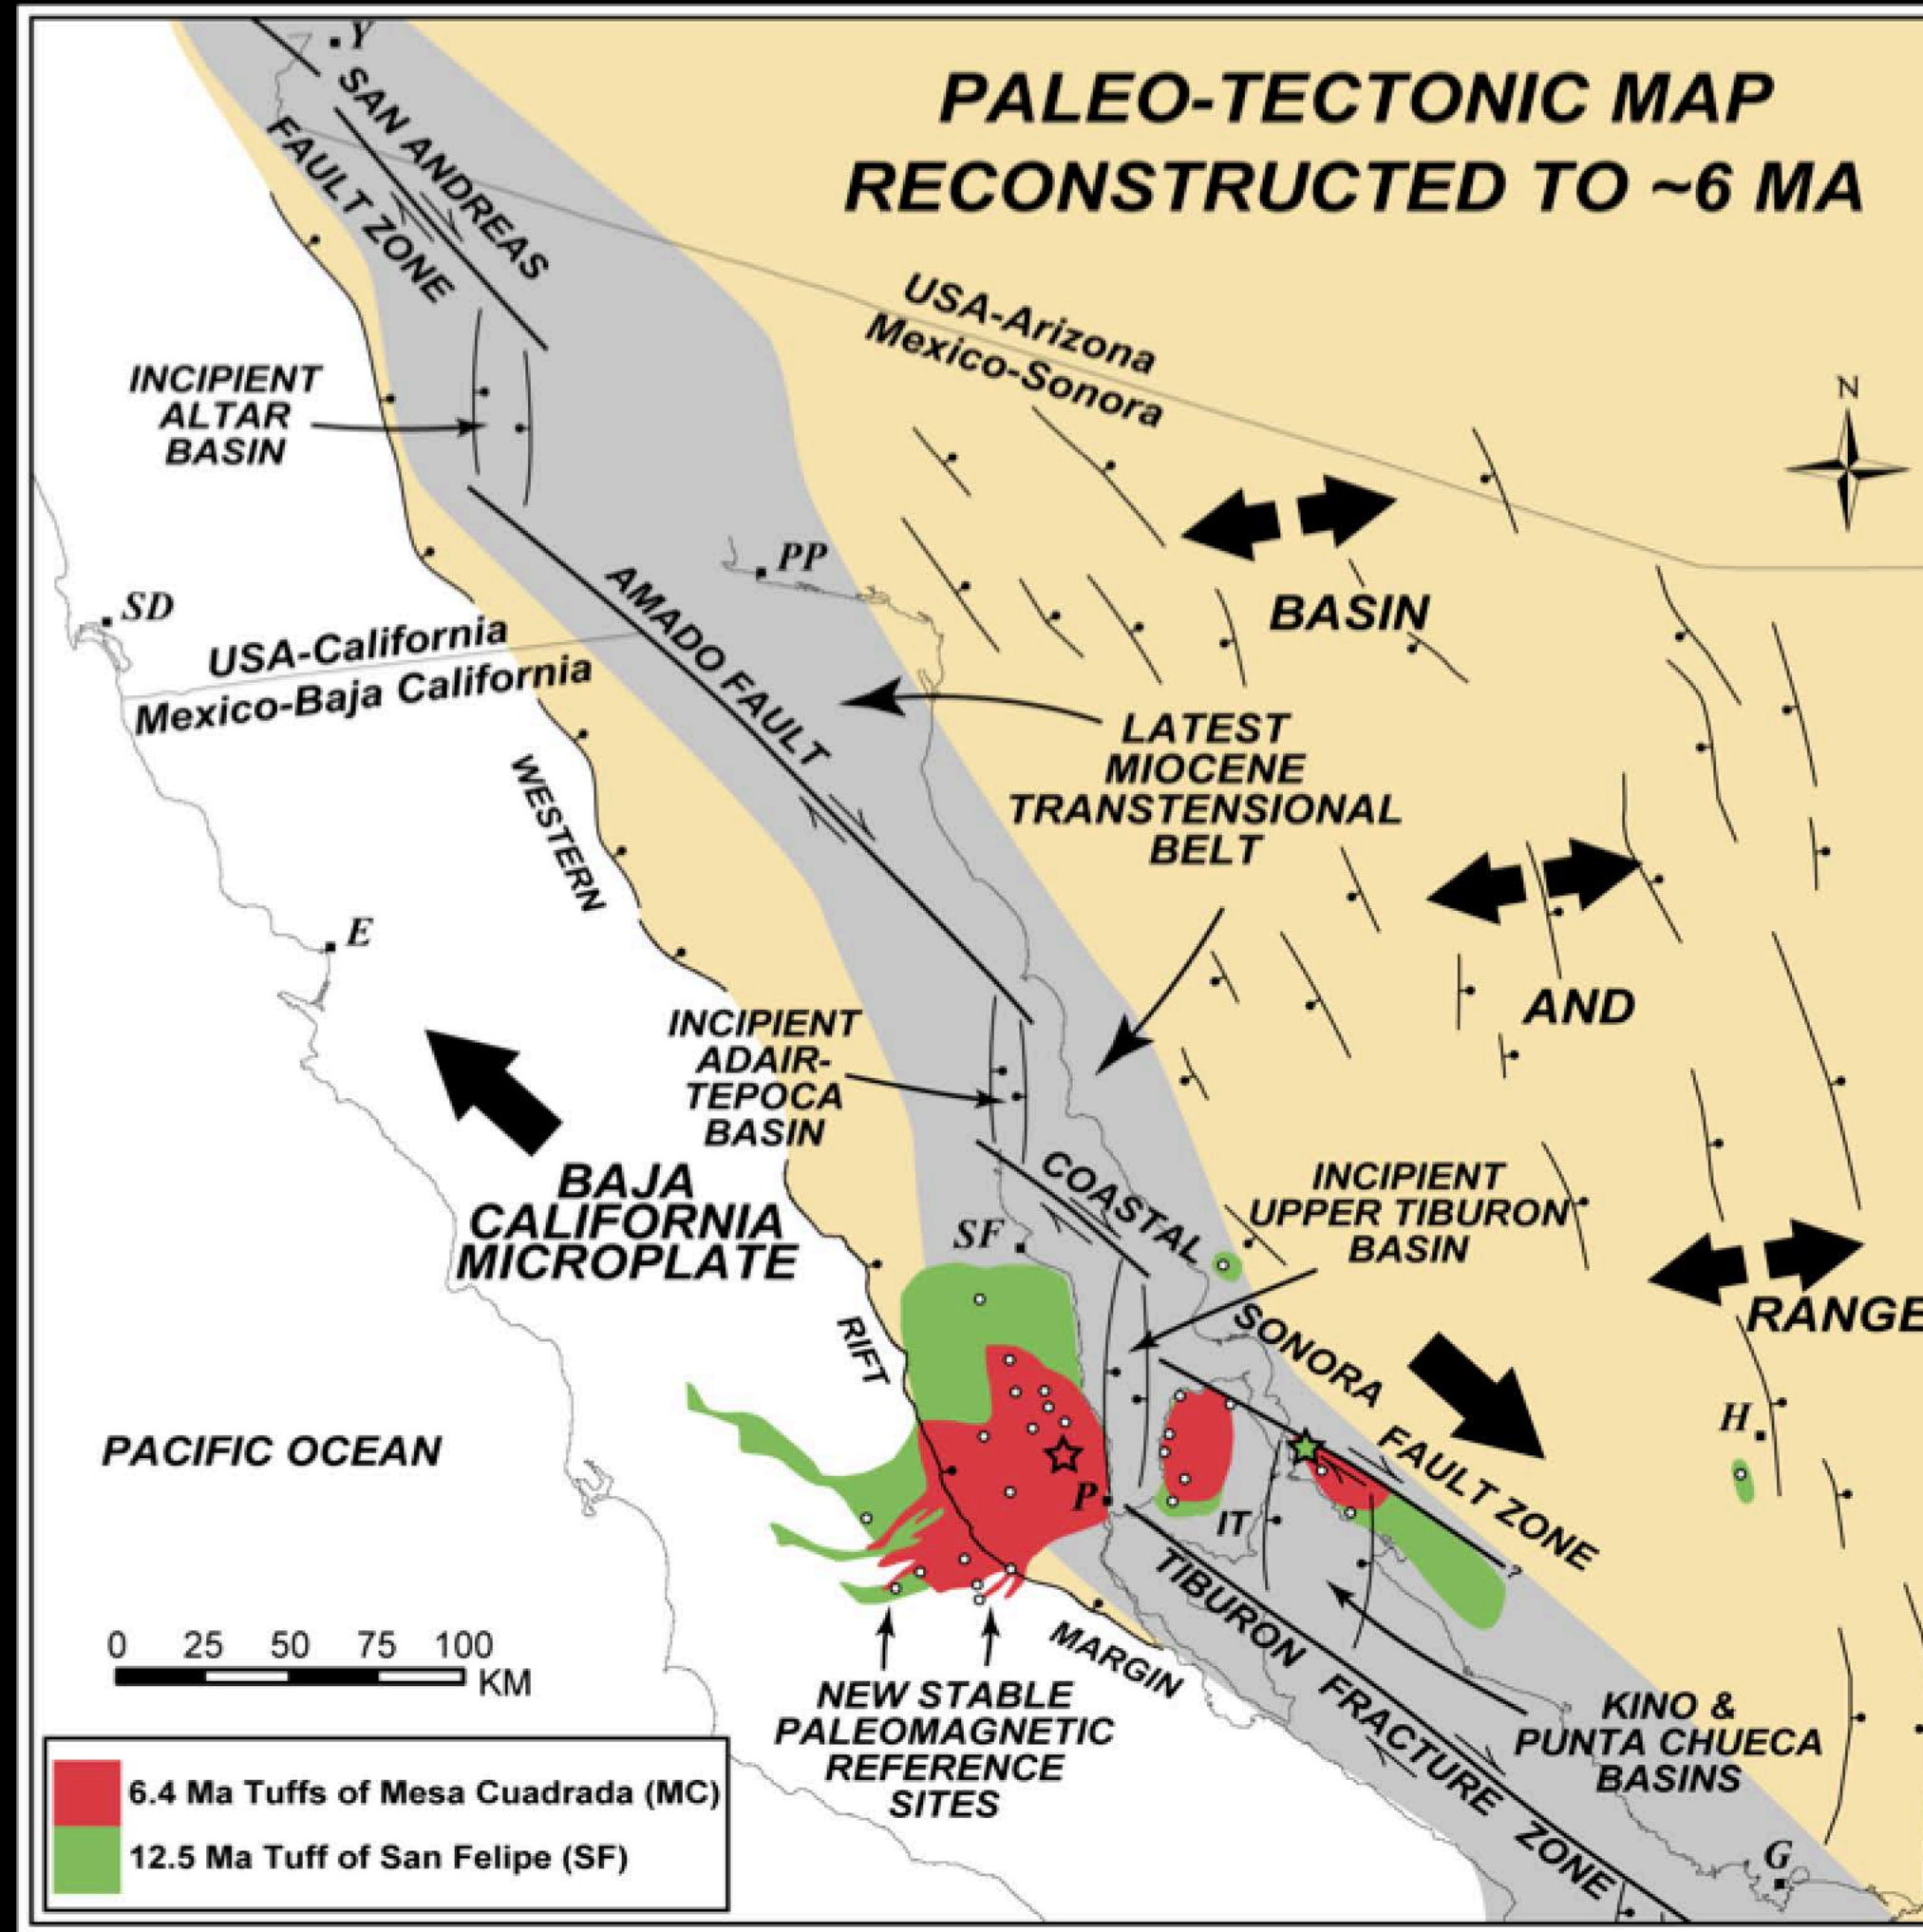 PALEO-TECTONIC MAP
RECONSTRUCTED TO ~6 MA
Y
SAN ANDREAS
FAULT ZONE
USA-Arizona
Mexico-Sonora
N
INCIPIENT
ALTAR
BASIN
PP
SD
USA-California
Mexico-Baja California
AMADO FAULT
BASIN
LATEST
MIOCENE
TRANSTENSIONAL
BELT
WESTERN
E
AND
INCIPIENT
ADAIR-
TEPOCA
BASIN
BAJA
CALIFORNIA
MICROPLATE
COASTAL
INCIPIENT
UPPER TIBURON
BASIN
SF
RANGE
SONORA
FAULT ZONE
?
RIFT
H
PACIFIC OCEAN
P
IT
TIBURON FRACTURE ZONE
MARGIN
0 25 50 75 100
KM
NEW STABLE
PALEOMAGNETIC
REFERENCE
SITES
KINO &
PUNTA CHUECA
BASINS
G
6.4 Ma Tuffs of Mesa Cuadrada (MC)
12.5 Ma Tuff of San Felipe (SF)